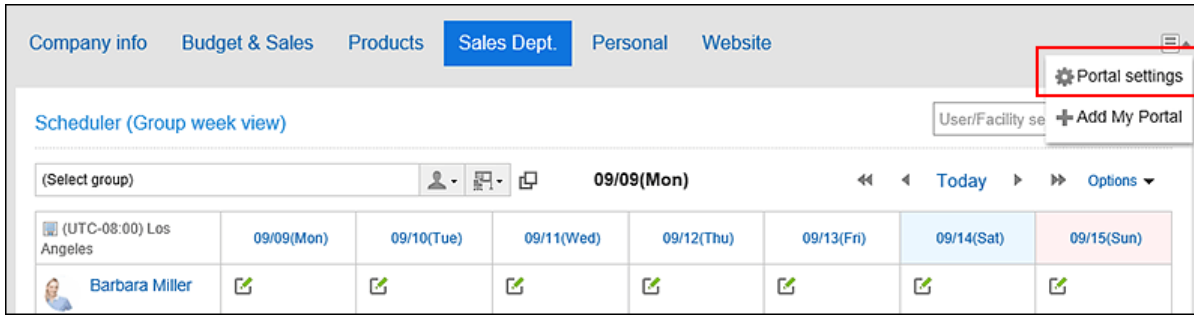 Company info Budget & Sales Products Sales Dept. Personal Website
Portal settings
Scheduler (Group week view) User/Facility se Add My Portal
(Select group) 09/09(Mon) Today Options
(UTC-08:00) Los Angeles 09/09(Mon) 09/10(Tue) 09/11(Wed) 09/12(Thu) 09/13(Fri) 09/14(Sat) 09/15(Sun)
Barbara Miller